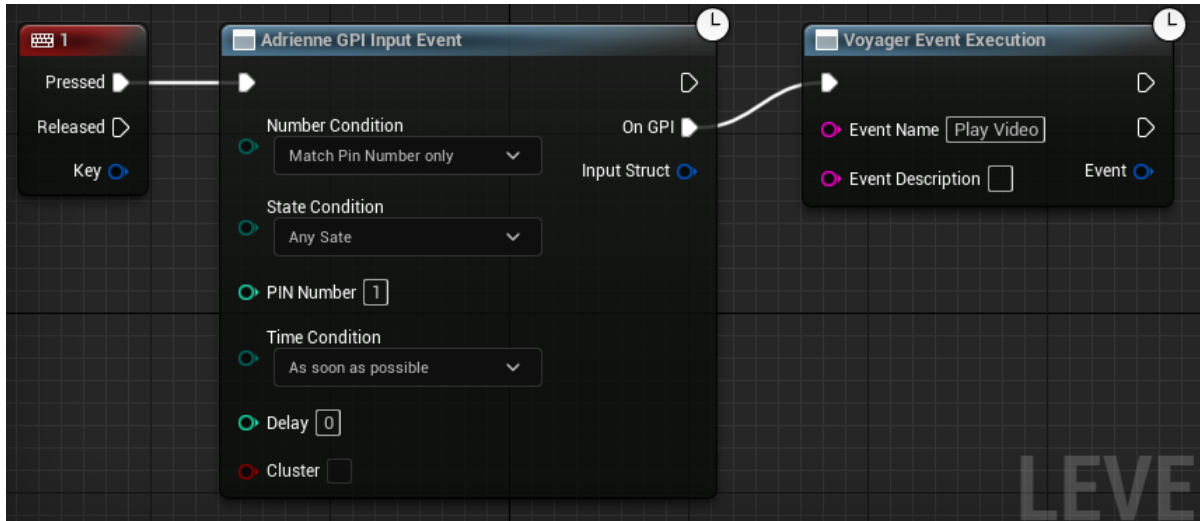 1
Pressed
Released
Key
Adrienne GPI Input Event
Number Condition
Match Pin Number only
State Condition
Any Sate
PIN Number 1
Time Condition
As soon as possible
Delay 0
Cluster
On GPI
Input Struct
Voyager Event Execution
Event Name Play Video
Event Description
Event
LEVE